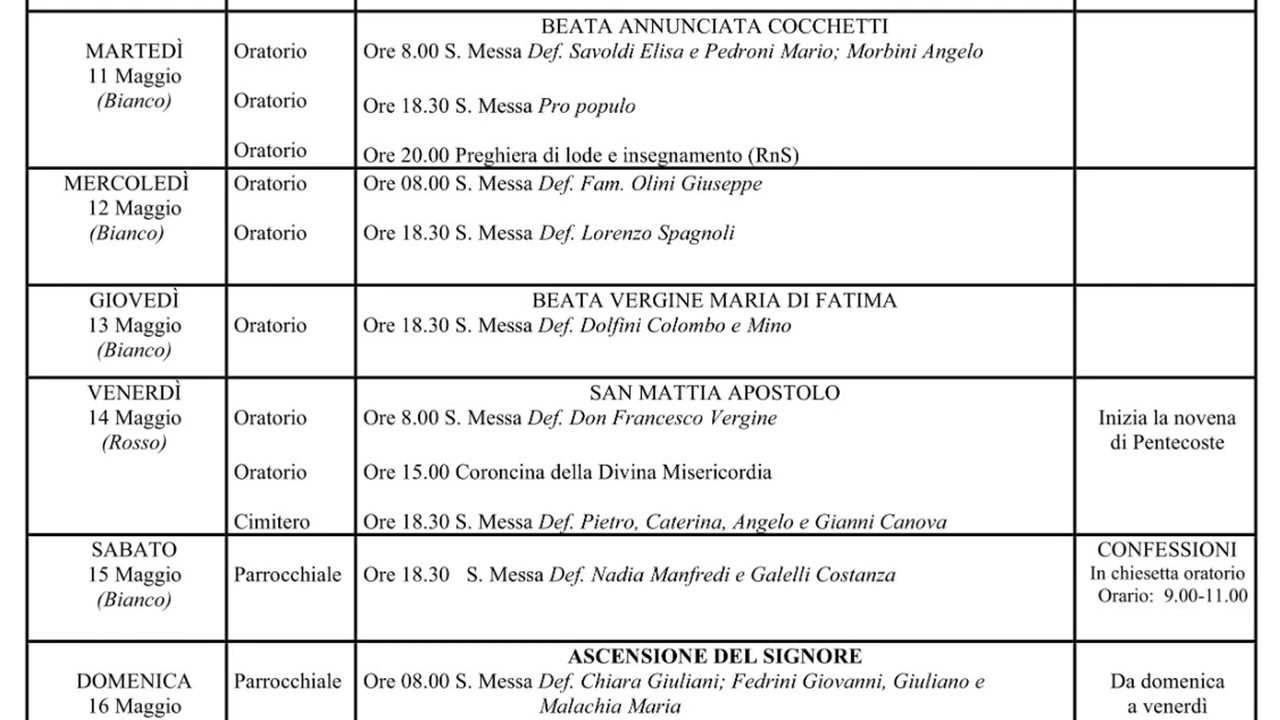 BEATA ANNUNCIATA COCCHETTI
MARTEDÌ Oratorio Ore 8.00 S. Messa Def. Savoldi Elisa e Pedroni Mario; Morbini Angelo
11 Maggio
(Bianco) Oratorio Ore 18.30 S. Messa Pro populo
Oratorio Ore 20.00 Preghiera di lode e insegnamento (RnS)
MERCOLEDÌ Oratorio Ore 08.00 S. Messa Def. Fam. Olini Giuseppe
12 Maggio
(Bianco) Oratorio Ore 18.30 S. Messa Def. Lorenzo Spagnoli
GIOVEDÌ BEATA VERGINE MARIA DI FATIMA
13 Maggio Oratorio Ore 18.30 S. Messa Def. Dolfini Colombo e Mino
(Bianco)
VENERDÌ SAN MATTIA APOSTOLO
14 Maggio Oratorio Ore 8.00 S. Messa Def. Don Francesco Vergine Inizia la novena
(Rosso) di Pentecoste
Oratorio Ore 15.00 Coroncina della Divina Misericordia
Cimitero Ore 18.30 S. Messa Def. Pietro, Caterina, Angelo e Gianni Canova
SABATO CONFESSIONI
15 Maggio Parrocchiale Ore 18.30 S. Messa Def. Nadia Manfredi e Galelli Costanza In chiesetta oratorio
(Bianco) Orario: 9.00-11.00
ASCENSIONE DEL SIGNORE
DOMENICA Parrocchiale Ore 08.00 S. Messa Def. Chiara Giuliani; Fedrini Giovanni, Giuliano e Da domenica
16 Maggio Malachia Maria a venerdì